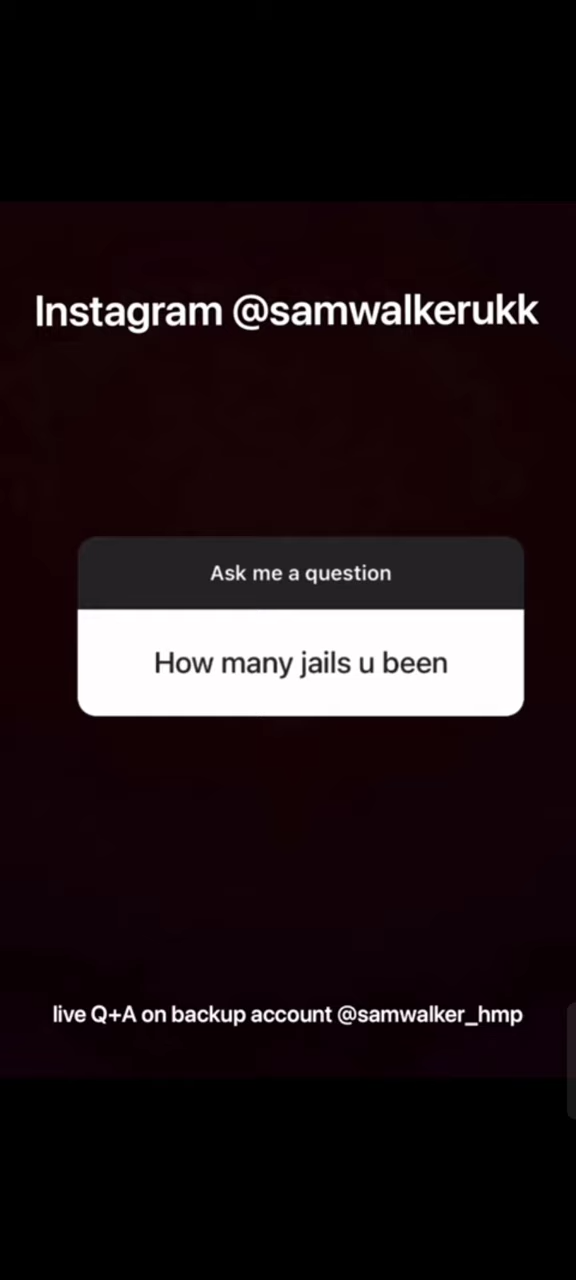 Instagram @samwalkerukk
Ask me a question
How many jails u been
live Q+A on backup account @samwalker_hmp